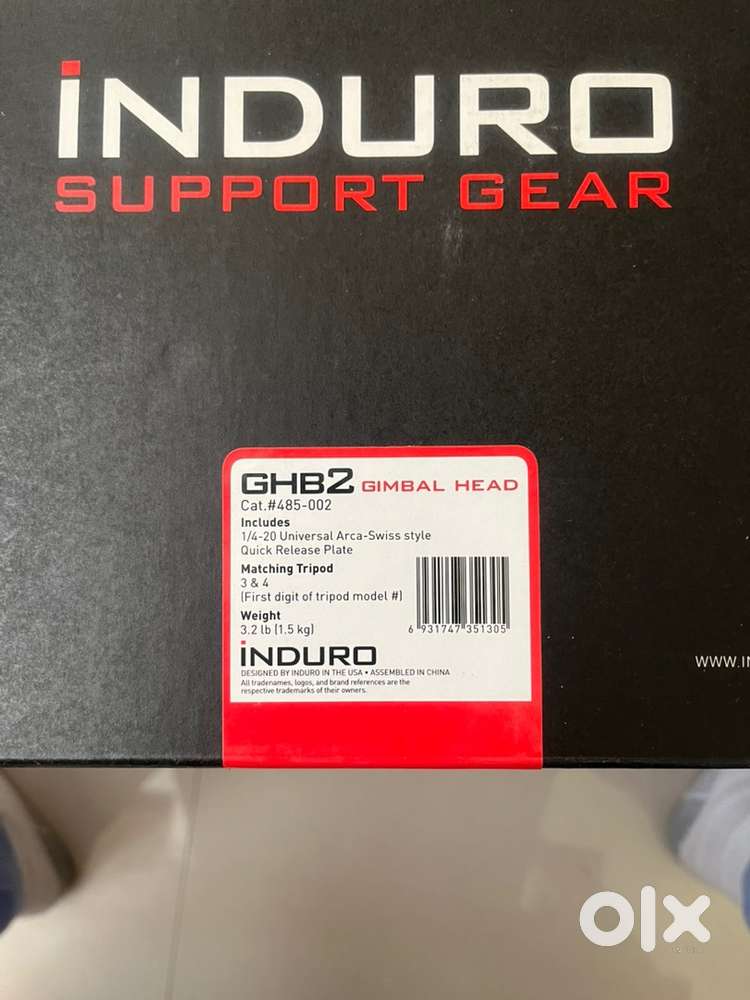 iNDURO
SUPPORT GEAR
GHB2 GIMBAL HEAD
Cat.#485-002
Includes
1/4-20 Universal Arca-Swiss style
Quick Release Plate
Matching Tripod
3 & 4
(First digit of tripod model #)
Weight
3.2 lb (1.5 kg)
6 931747 351305
iNDURO
DESIGNED BY INDURO IN THE USA • ASSEMBLED IN CHINA
All tradenames, logos, and brand references are the
respective trademarks of their owners.
olx